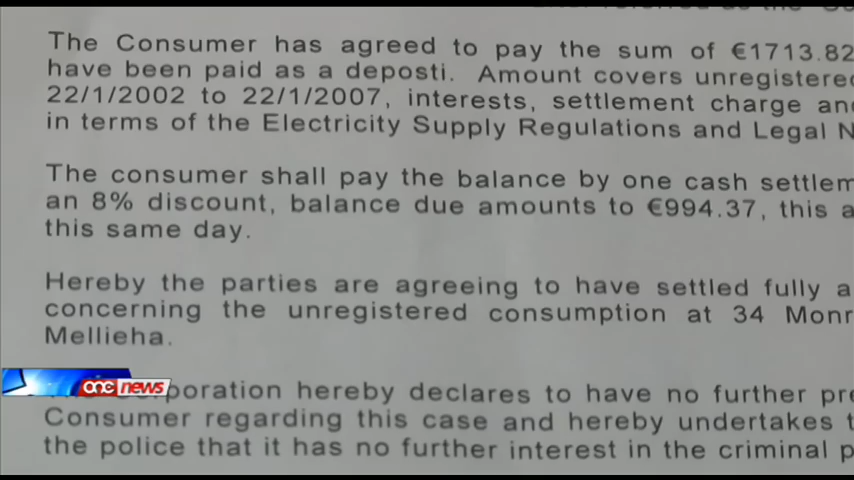 The Consumer has agreed to pay the sum of €1713.82
have been paid as a deposti. Amount covers unregistered
22/1/2002 to 22/1/2007, interests, settlement charge and
in terms of the Electricity Supply Regulations and Legal N
The consumer shall pay the balance by one cash settlem
an 8% discount, balance due amounts to €994.37, this a
this same day.
Hereby the parties are agreeing to have settled fully a
concerning the unregistered consumption at 34 Monr
Mellieha.
one news
hereby declares to have no further pre
Consumer regarding this case and hereby undertakes t
the police that it has no further interest in the criminal p